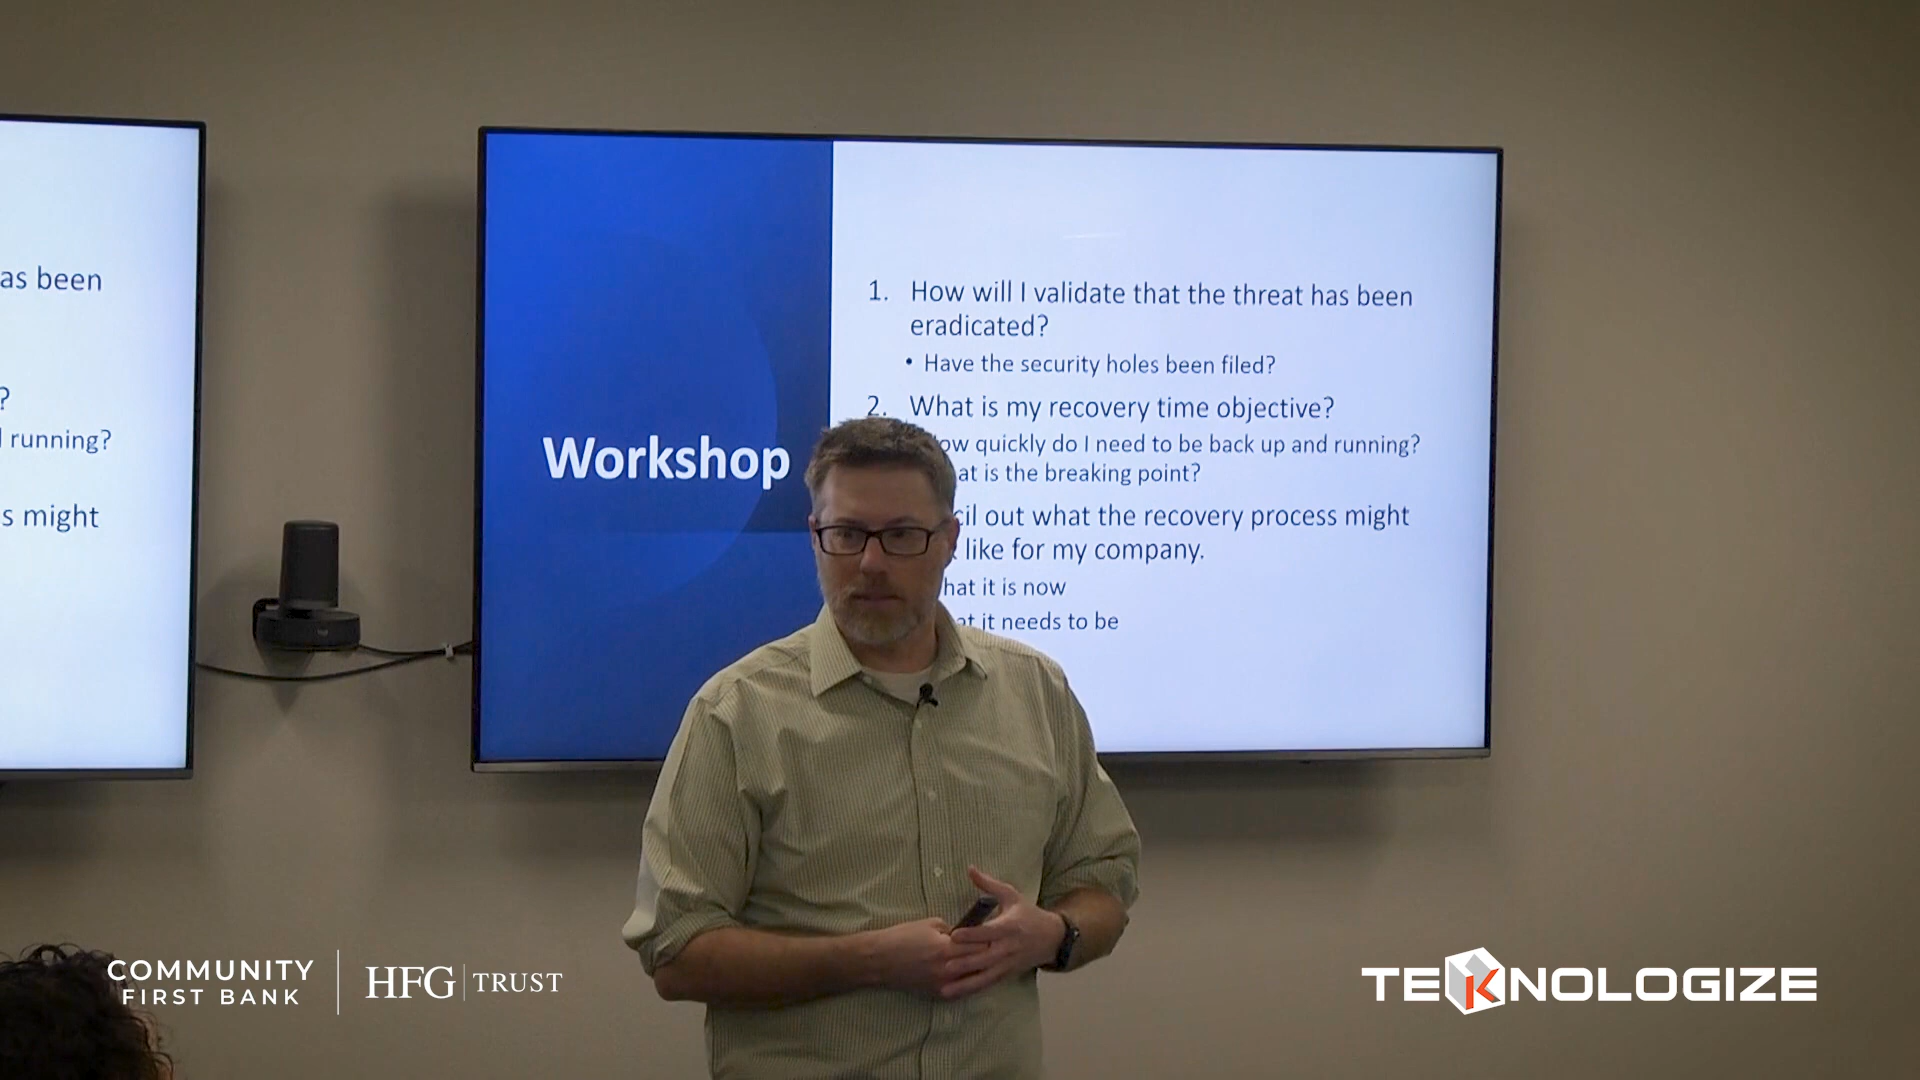 as been
?
running?
s might
Workshop
1. How will I validate that the threat has been
eradicated?
• Have the security holes been filed?
2. What is my recovery time objective?
ow quickly do I need to be back up and running?
at is the breaking point?
cil out what the recovery process might
like for my company.
hat it is now
at it needs to be
COMMUNITY
FIRST BANK
HFG TRUST
TEKNOLOGIZE